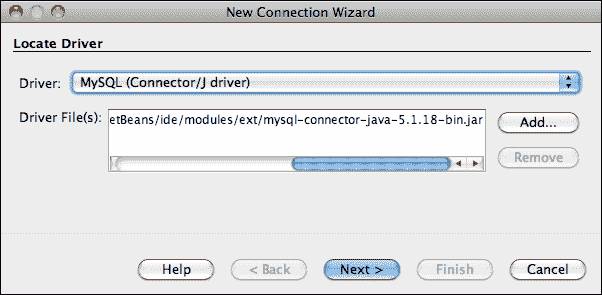 New Connection Wizard
Locate Driver
Driver: MySQL (Connector/J driver)
Driver File(s): etBeans/ide/modules/ext/mysql-connector-java-5.1.18-bin.jar
Add...
Remove
Help < Back Next > Finish Cancel